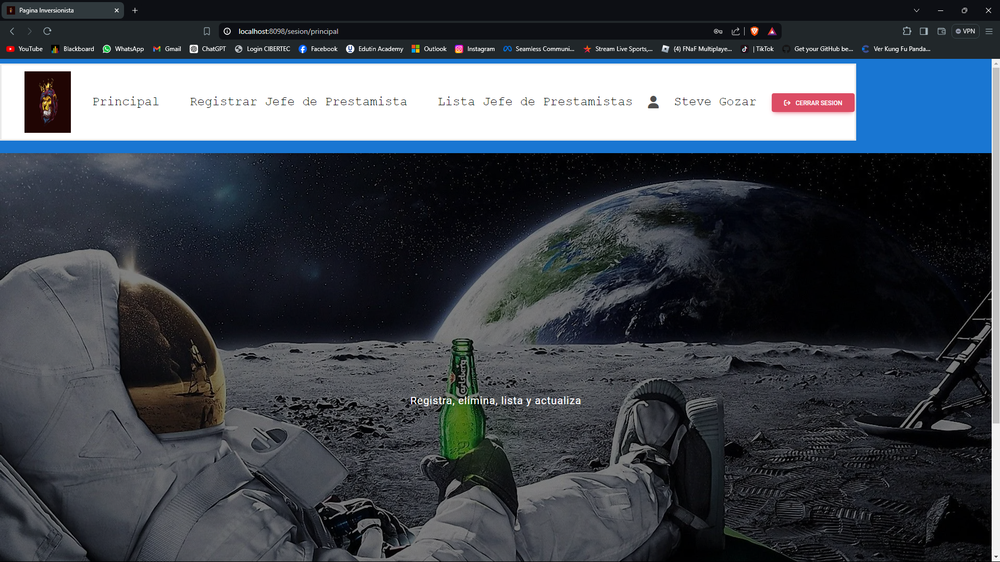 Pagina Inversionista
localhost:8098/sesion/principal
VPN
YouTube Blackboard WhatsApp Gmail ChatGPT Login CIBERTEC Facebook Edutin Academy Outlook Instagram Seamless Communi... Stream Live Sports,... (4) FNaF Multiplaye... | TikTok Get your GitHub be... Ver Kung Fu Panda...
Principal Registrar Jefe de Prestamista Lista Jefe de Prestamistas Steve Gozar CERRAR SESION
Carlsberg
Registra, elimina, lista y actualiza